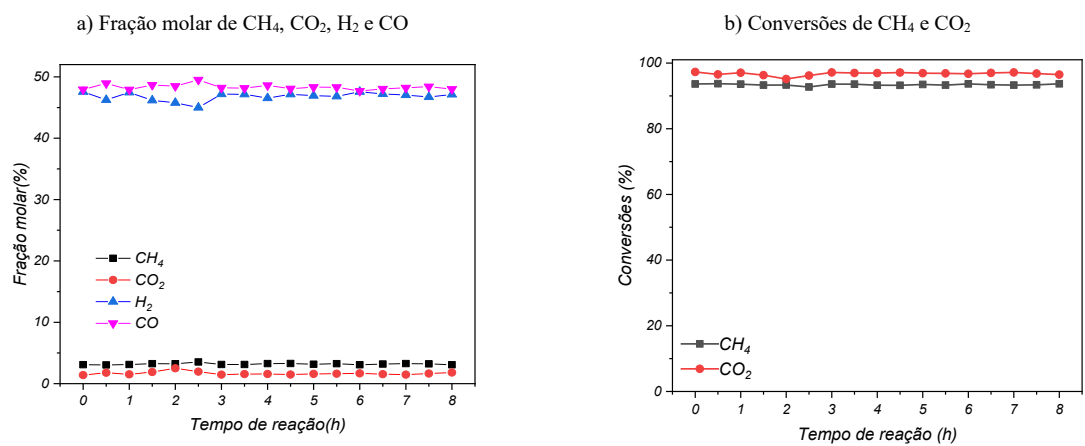 a) Fração molar de CH₄, CO₂, H₂ e CO
50
40
30
20
10
0
Fração molar(%)
CH₄
CO₂
H₂
CO
0 1 2 3 4 5 6 7 8
Tempo de reação(h)
b) Conversões de CH₄ e CO₂
100
80
60
40
20
0
Conversões (%)
CH₄
CO₂
0 1 2 3 4 5 6 7 8
Tempo de reação (h)